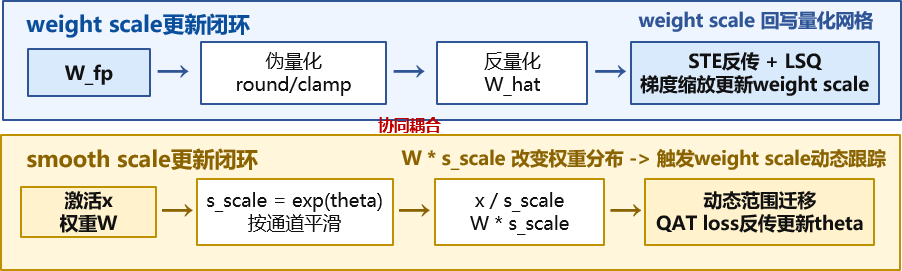 weight scale更新闭环
weight scale 回写量化网格
W_fp
伪量化
round/clamp
反量化
W_hat
STE反传 + LSQ
梯度缩放更新weight scale
协同耦合
smooth scale更新闭环
W * s_scale 改变权重分布 -> 触发weight scale动态跟踪
激活x
权重W
s_scale = exp(theta)
按通道平滑
x / s_scale
W * s_scale
动态范围迁移
QAT loss反传更新theta